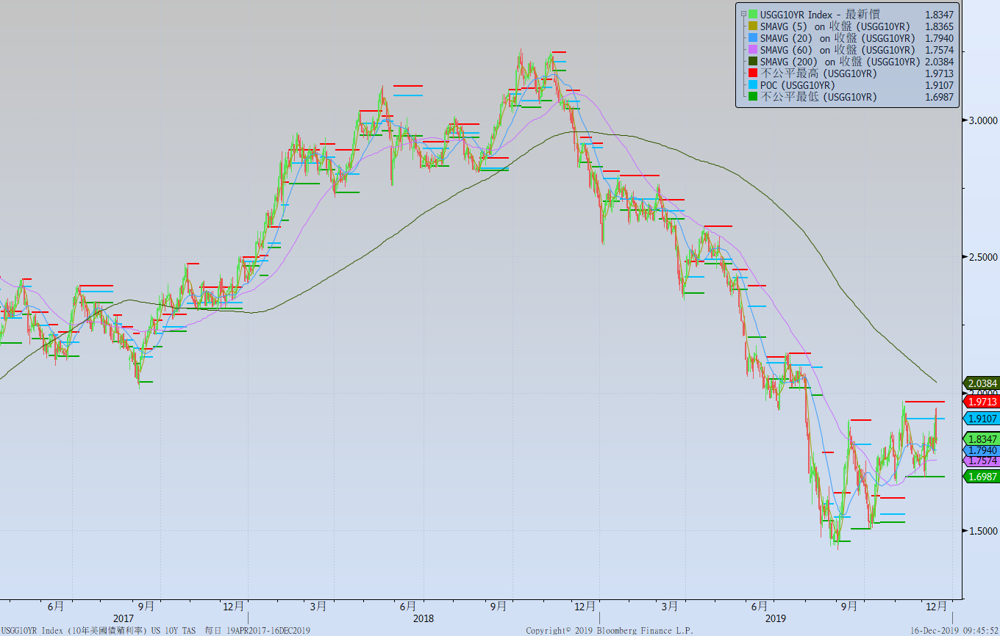 USGG10YR Index - 最新價 1.8347
SMAVG (5) on 收盤 (USGG10YR) 1.8365
SMAVG (20) on 收盤 (USGG10YR) 1.7940
SMAVG (60) on 收盤 (USGG10YR) 1.7574
SMAVG (200) on 收盤 (USGG10YR) 2.0384
不公平最高 (USGG10YR) 1.9713
POC (USGG10YR) 1.9107
不公平最低 (USGG10YR) 1.6987
3.0000
2.5000
2.0384
2.0000
1.9713
1.9107
1.8347
1.7940
1.7574
1.6987
1.5000
6月 9月 12月 3月 6月 9月 12月 3月 6月 9月 12月
2017 2018 2019
USGG10YR Index (10年美國債殖利率) US 10Y TAS 每日 19APR2017-16DEC2019 Copyright© 2019 Bloomberg Finance L.P. 16-Dec-2019 09:45:52